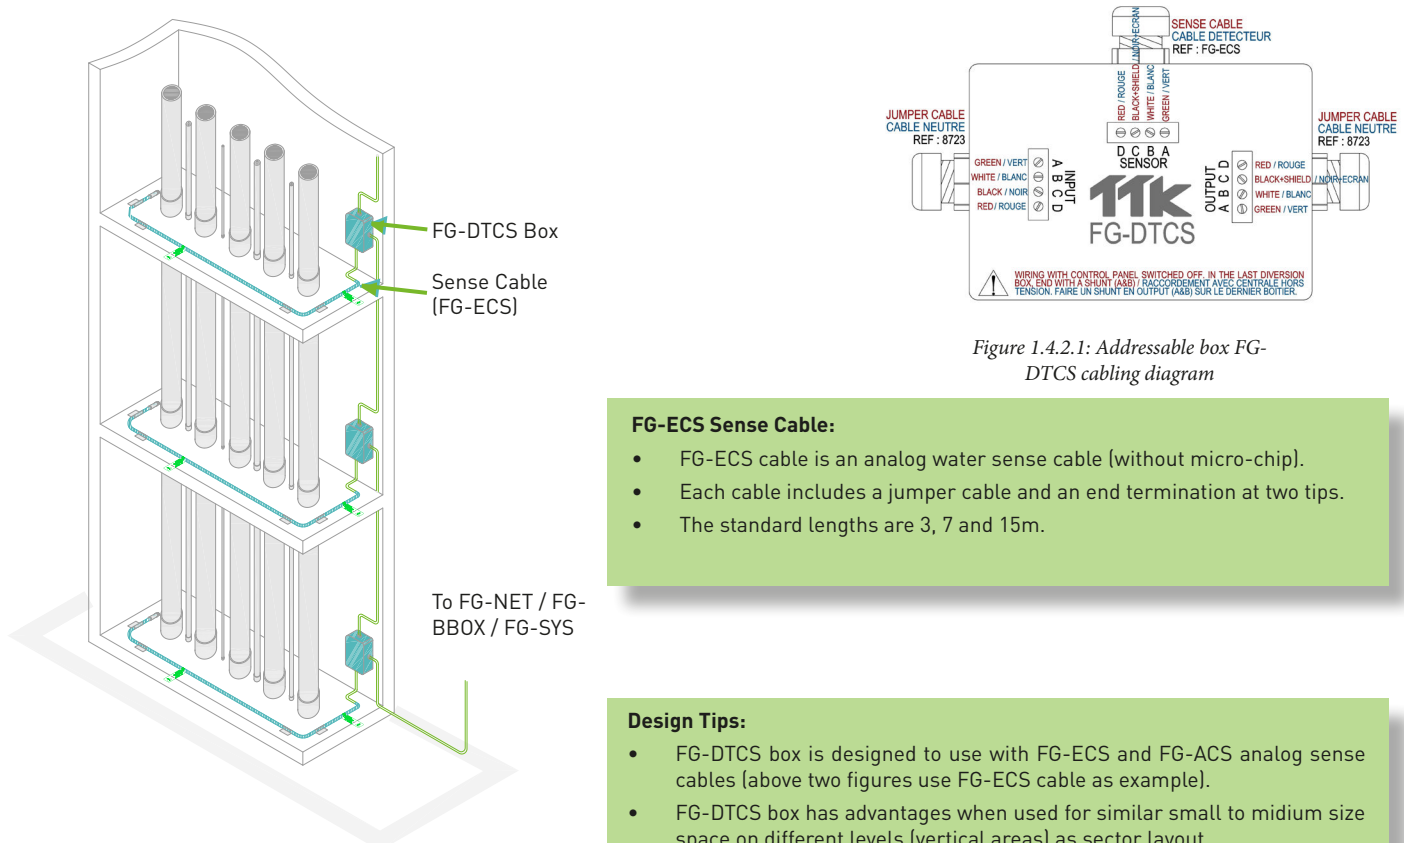 FG-DTCS Box
Sense Cable
(FG-ECS)
To FG-NET / FG-
BBOX / FG-SYS
SENSE CABLE
CABLE DETECTEUR
REF : FG-ECS
JUMPER CABLE
CABLE NEUTRE
REF : 8723
JUMPER CABLE
CABLE NEUTRE
REF : 8723
RED / ROUGE
BLACK+SHIELD / NOIR+ECRAN
WHITE / BLANC
GREEN / VERT
D C B A
SENSOR
GREEN / VERT
WHITE / BLANC
BLACK / NOIR
RED / ROUGE
A B C D
INPUT
OUTPUT
A B C D
RED / ROUGE
BLACK+SHIELD / NOIR+ECRAN
WHITE / BLANC
GREEN / VERT
TTK
FG-DTCS
WIRING WITH CONTROL PANEL SWITCHED OFF. IN THE LAST DIVERSION
BOX, END WITH A SHUNT (A&B) / RACCORDEMENT AVEC CENTRALE HORS
TENSION. FAIRE UN SHUNT EN OUTPUT (A&B) SUR LE DERNIER BOITIER.
Figure 1.4.2.1: Addressable box FG-
DTCS cabling diagram
FG-ECS Sense Cable:
• FG-ECS cable is an analog water sense cable (without micro-chip).
• Each cable includes a jumper cable and an end termination at two tips.
• The standard lengths are 3, 7 and 15m.
Design Tips:
• FG-DTCS box is designed to use with FG-ECS and FG-ACS analog sense
cables (above two figures use FG-ECS cable as example).
• FG-DTCS box has advantages when used for similar small to midium size
space on different levels (vertical areas) as sector layout